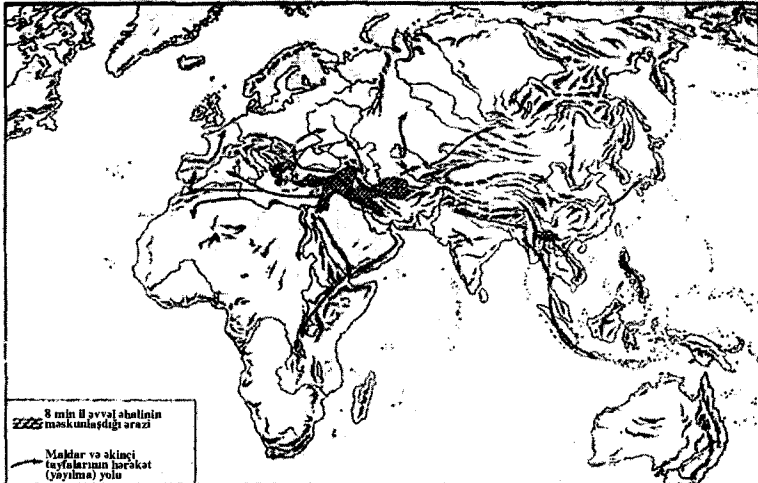 8 min il əvvəl əhalinin
məskunlaşdığı ərazi
Maldar və əkinçi
tayfalarının hərəkət
(yayılma) yolu